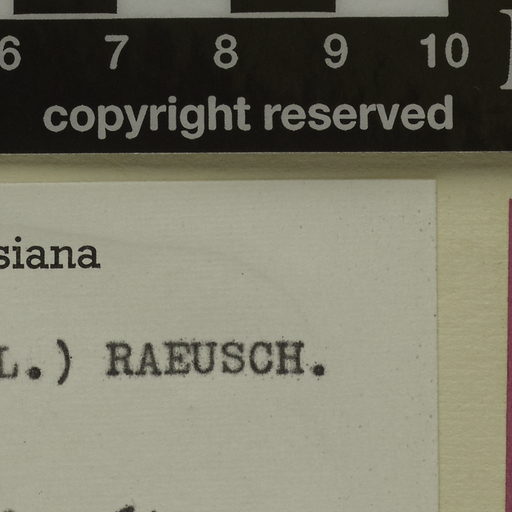 6 7 8 9 10
copyright reserved
siana
L.) RAEUSCH.